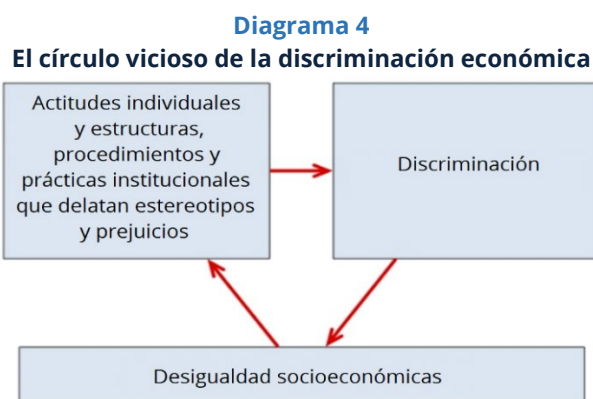 Diagrama 4
El círculo vicioso de la discriminación económica
Actitudes individuales
y estructuras,
procedimientos y
prácticas institucionales
que delatan estereotipos
y prejuicios
Discriminación
Desigualdad socioeconómicas